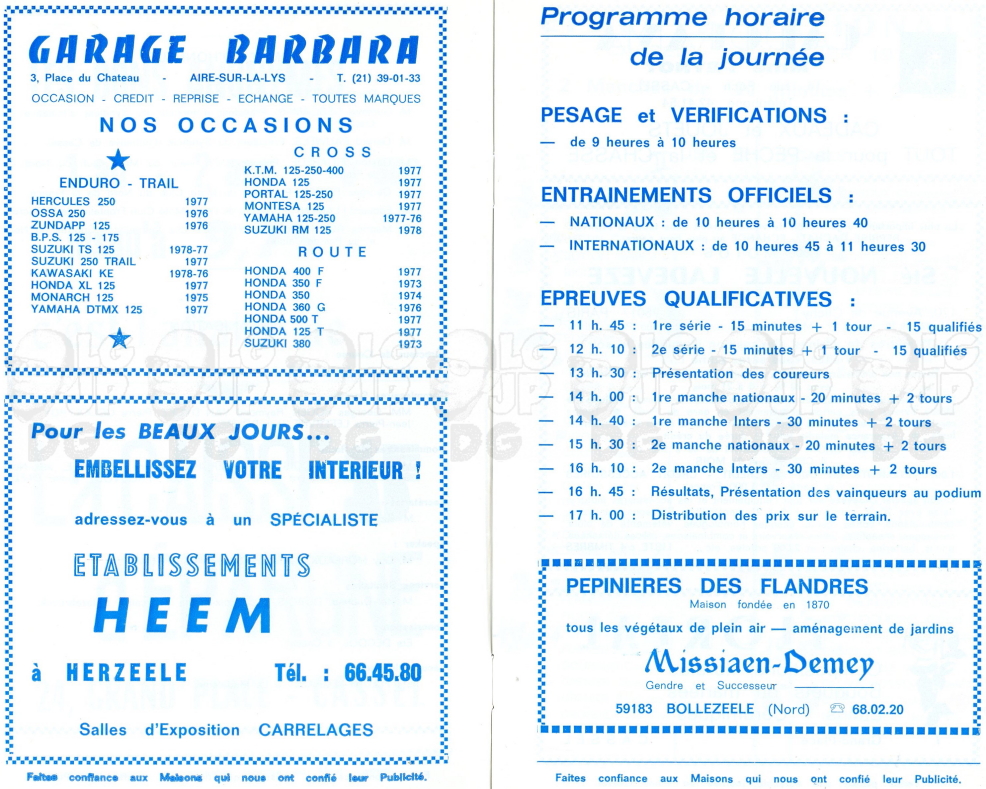 GARAGE BARBARA
3, Place du Chateau - AIRE-SUR-LA-LYS - T. (21) 39-01-33
OCCASION - CREDIT - REPRISE - ECHANGE - TOUTES MARQUES
NOS OCCASIONS
ENDURO - TRAIL
HERCULES 250 1977
OSSA 250 1976
ZUNDAPP 125 1976
B.P.S. 125 - 175
SUZUKI TS 125 1978-77
SUZUKI 250 TRAIL 1977
KAWASAKI KE 1978-76
HONDA XL 125 1977
MONARCH 125 1975
YAMAHA DTMX 125 1977
CROSS
K.T.M. 125-250-400 1977
HONDA 125 1977
PORTAL 125-250 1977
MONTESA 125 1977
YAMAHA 125-250 1977-76
SUZUKI RM 125 1978
ROUTE
HONDA 400 F 1977
HONDA 350 F 1973
HONDA 350 1974
HONDA 360 G 1976
HONDA 500 T 1977
HONDA 125 T 1977
SUZUKI 380 1973
Pour les BEAUX JOURS...
EMBELLISSEZ VOTRE INTERIEUR !
adressez-vous à un SPÉCIALISTE
ETABLISSEMENTS
HEEM
à HERZEELE Tél. : 66.45.80
Salles d'Exposition CARRELAGES
Faites confiance aux Maisons qui nous ont confié leur Publicité.
Programme horaire
de la journée
PESAGE et VERIFICATIONS :
— de 9 heures à 10 heures
ENTRAINEMENTS OFFICIELS :
— NATIONAUX : de 10 heures à 10 heures 40
— INTERNATIONAUX : de 10 heures 45 à 11 heures 30
EPREUVES QUALIFICATIVES :
— 11 h. 45 : 1re série - 15 minutes + 1 tour - 15 qualifiés
— 12 h. 10 : 2e série - 15 minutes + 1 tour - 15 qualifiés
— 13 h. 30 : Présentation des coureurs
— 14 h. 00 : 1re manche nationaux - 20 minutes + 2 tours
— 14 h. 40 : 1re manche Inters - 30 minutes + 2 tours
— 15 h. 30 : 2e manche nationaux - 20 minutes + 2 tours
— 16 h. 10 : 2e manche Inters - 30 minutes + 2 tours
— 16 h. 45 : Résultats, Présentation des vainqueurs au podium
— 17 h. 00 : Distribution des prix sur le terrain.
PEPINIERES DES FLANDRES
Maison fondée en 1870
tous les végétaux de plein air — aménagement de jardins
Missiaen-Demey
Gendre et Successeur
59183 BOLLEZEELE (Nord) ☎ 68.02.20
Faites confiance aux Maisons qui nous ont confié leur Publicité.